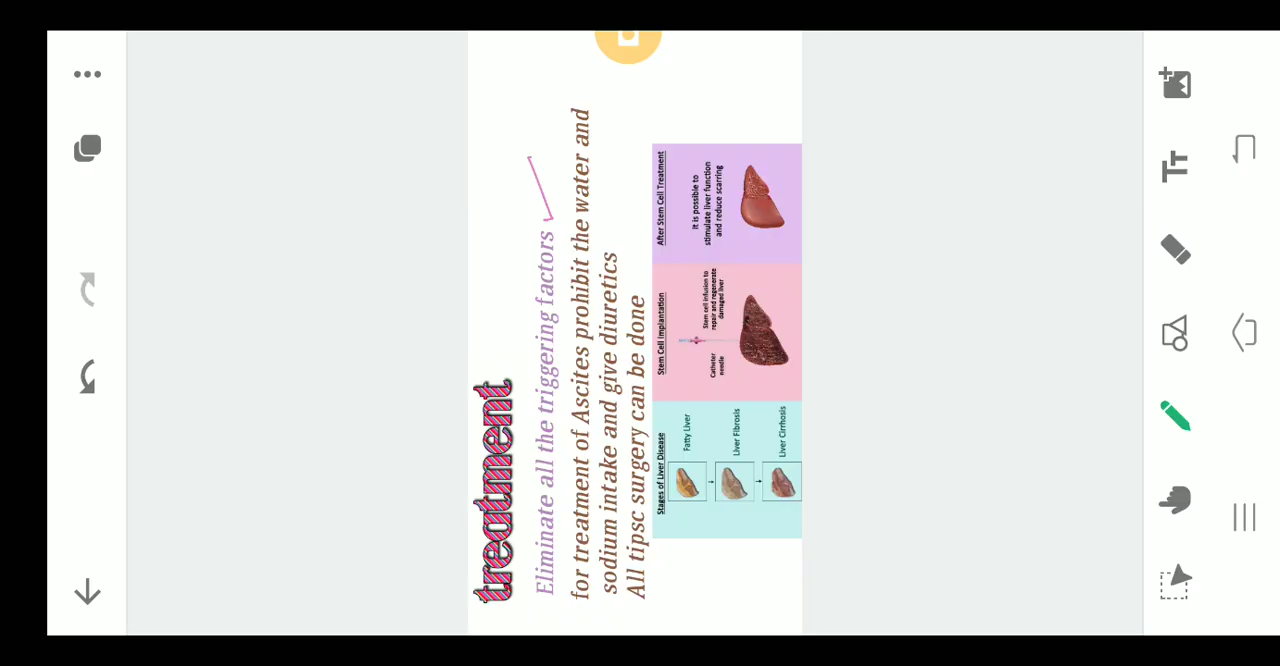 treatment
Eliminate all the triggering factors
for treatment of Ascites prohibit the water and
sodium intake and give diuretics
All tipsc surgery can be done
Stages of Liver Disease
Fatty Liver
Liver Fibrosis
Liver Cirrhosis
Stem Cell Implantation
Catheter
needle
Stem cell infusion to
repair and regenerate
damaged liver
After Stem Cell Treatment
It is possible to
stimulate liver function
and reduce scarring
TT